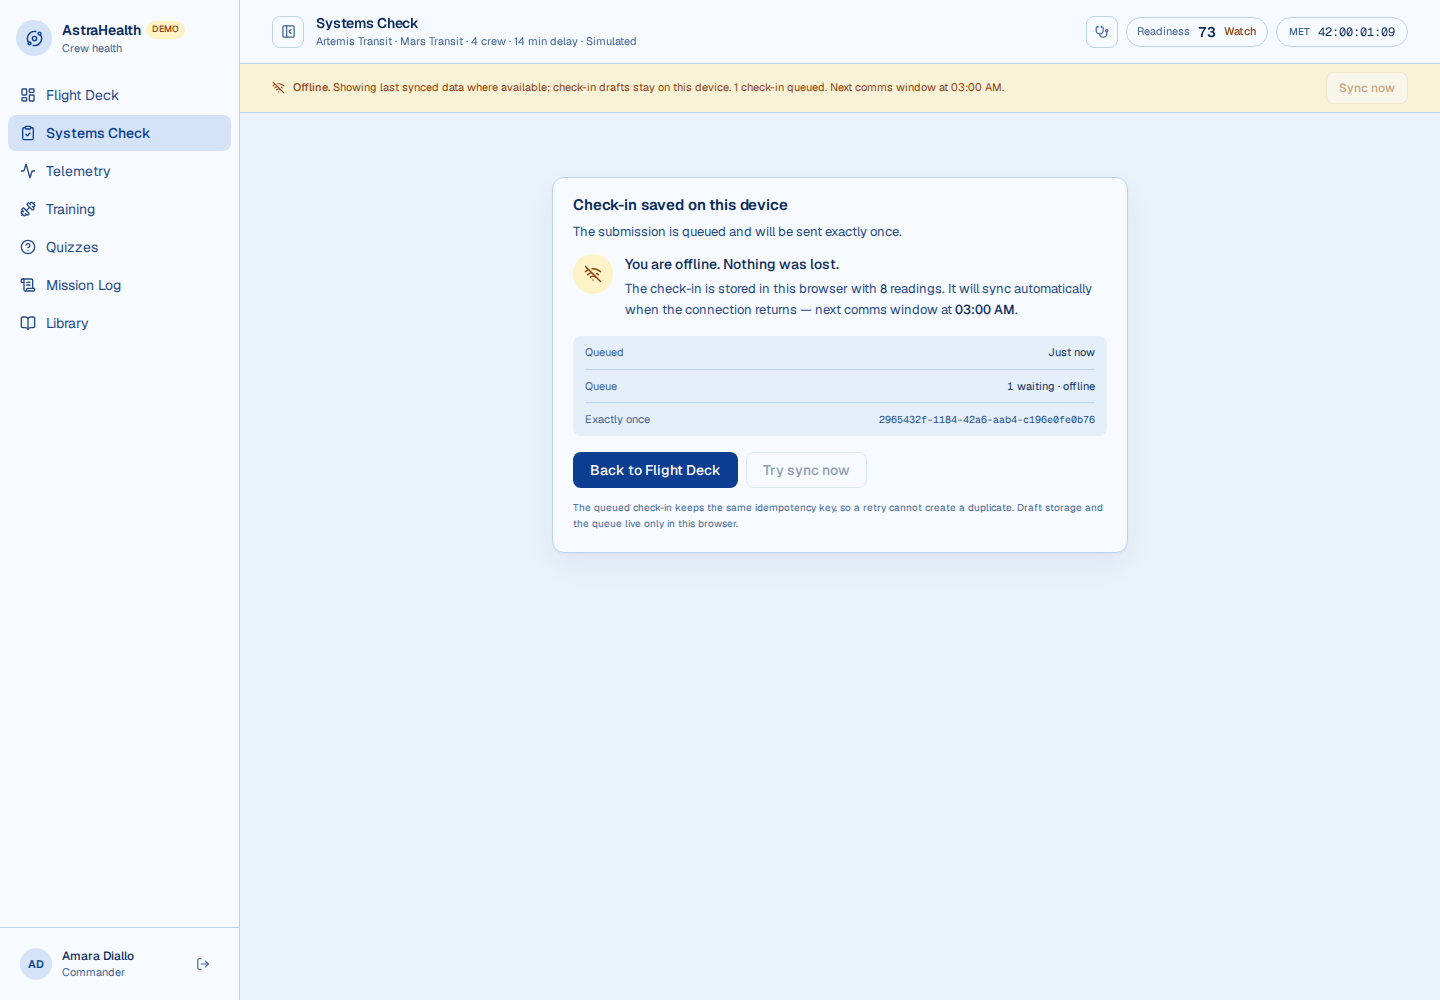 AstraHealth DEMO
Crew health
Flight Deck
Systems Check
Telemetry
Training
Quizzes
Mission Log
Library
AD
Amara Diallo
Commander
Systems Check
Artemis Transit · Mars Transit · 4 crew · 14 min delay · Simulated
Readiness 73 Watch
MET 42:00:01:09
Offline. Showing last synced data where available; check-in drafts stay on this device. 1 check-in queued. Next comms window at 03:00 AM.
Sync now
Check-in saved on this device
The submission is queued and will be sent exactly once.
You are offline. Nothing was lost.
The check-in is stored in this browser with 8 readings. It will sync automatically
when the connection returns — next comms window at 03:00 AM.
Queued Just now
Queue 1 waiting · offline
Exactly once 2965432f-1184-42a6-aab4-c196e0fe0b76
Back to Flight Deck
Try sync now
The queued check-in keeps the same idempotency key, so a retry cannot create a duplicate. Draft storage and
the queue live only in this browser.